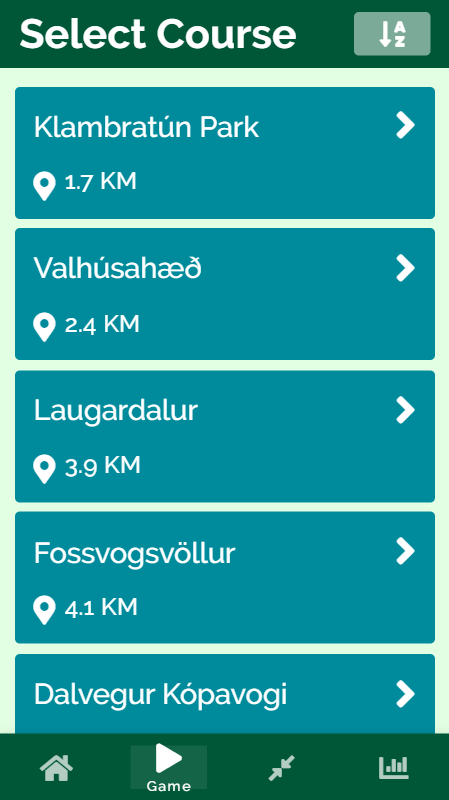 Select Course
A
Z
Klambratún Park
1.7 KM
Valhúsahæð
2.4 KM
Laugardalur
3.9 KM
Fossvogsvöllur
4.1 KM
Dalvegur Kópavogi
Game